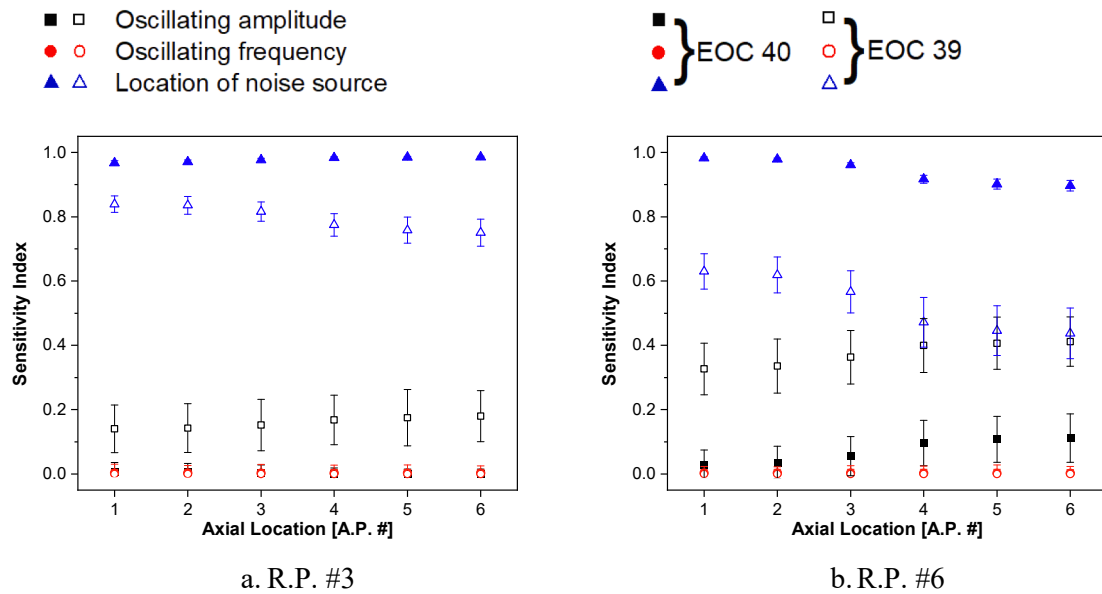 Oscillating amplitude
Oscillating frequency
Location of noise source
EOC 40
EOC 39
1.0
0.8
0.6
0.4
0.2
0.0
Sensitivity Index
1 2 3 4 5 6
Axial Location [A.P. #]
a. R.P. #3
1.0
0.8
0.6
0.4
0.2
0.0
Sensitivity Index
1 2 3 4 5 6
Axial Location [A.P. #]
b. R.P. #6